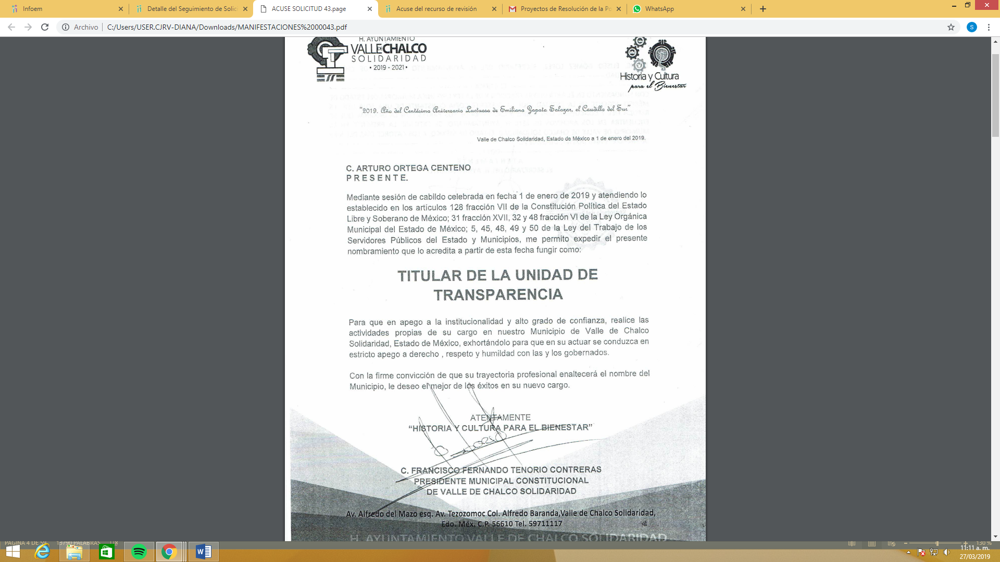 Infoem
Detalle del Seguimiento de Solici
ACUSE SOLICITUD 43.page
Acuse del recurso de revisión
Proyectos de Resolución de la Po
WhatsApp
Archivo C:/Users/USER.CJRV-DIANA/Downloads/MANIFESTACIONES%2000043.pdf
S
H. AYUNTAMIENTO
VALLE DE CHALCO
SOLIDARIDAD
• 2019 - 2021 •
Historia y Cultura
para el Bienestar
"2019. Año del Centésimo Aniversario Luctuoso de Emiliano Zapata Salazar, el Caudillo del Sur"
Valle de Chalco Solidaridad, Estado de México a 1 de enero del 2019.
C. ARTURO ORTEGA CENTENO
P R E S E N T E.
Mediante sesión de cabildo celebrada en fecha 1 de enero de 2019 y atendiendo lo
establecido en los artículos 128 fracción VII de la Constitución Política del Estado
Libre y Soberano de México; 31 fracción XVII, 32 y 48 fracción VI de la Ley Orgánica
Municipal del Estado de México; 5, 45, 48, 49 y 50 de la Ley del Trabajo de los
Servidores Públicos del Estado y Municipios, me permito expedir el presente
nombramiento que lo acredita a partir de esta fecha fungir como:
TITULAR DE LA UNIDAD DE
TRANSPARENCIA
Para que en apego a la institucionalidad y alto grado de confianza, realice las
actividades propias de su cargo en nuestro Municipio de Valle de Chalco
Solidaridad, Estado de México, exhortándolo para que en su actuar se conduzca en
estricto apego a derecho , respeto y humildad con las y los gobernados.
Con la firme convicción de que su trayectoria profesional enaltecerá el nombre del
Municipio, le deseo el mejor de los éxitos en su nuevo cargo.
ATENTAMENTE
"HISTORIA Y CULTURA PARA EL BIENESTAR"
C. FRANCISCO FERNANDO TENORIO CONTRERAS
PRESIDENTE MUNICIPAL CONSTITUCIONAL
DE VALLE DE CHALCO SOLIDARIDAD
Av. Alfredo del Mazo esq. Av. Tezozomoc Col. Alfredo Baranda,Valle de Chalco Solidaridad,
Edo. Méx. C.P. 56610 Tel. 59711117
H. AYUNTAMIENTO VALLE DE CHALCO SOLIDARIDAD
PÁGINA 4 DE 59 13790 PALABRAS
130 %
11:11 a. m.
27/03/2019